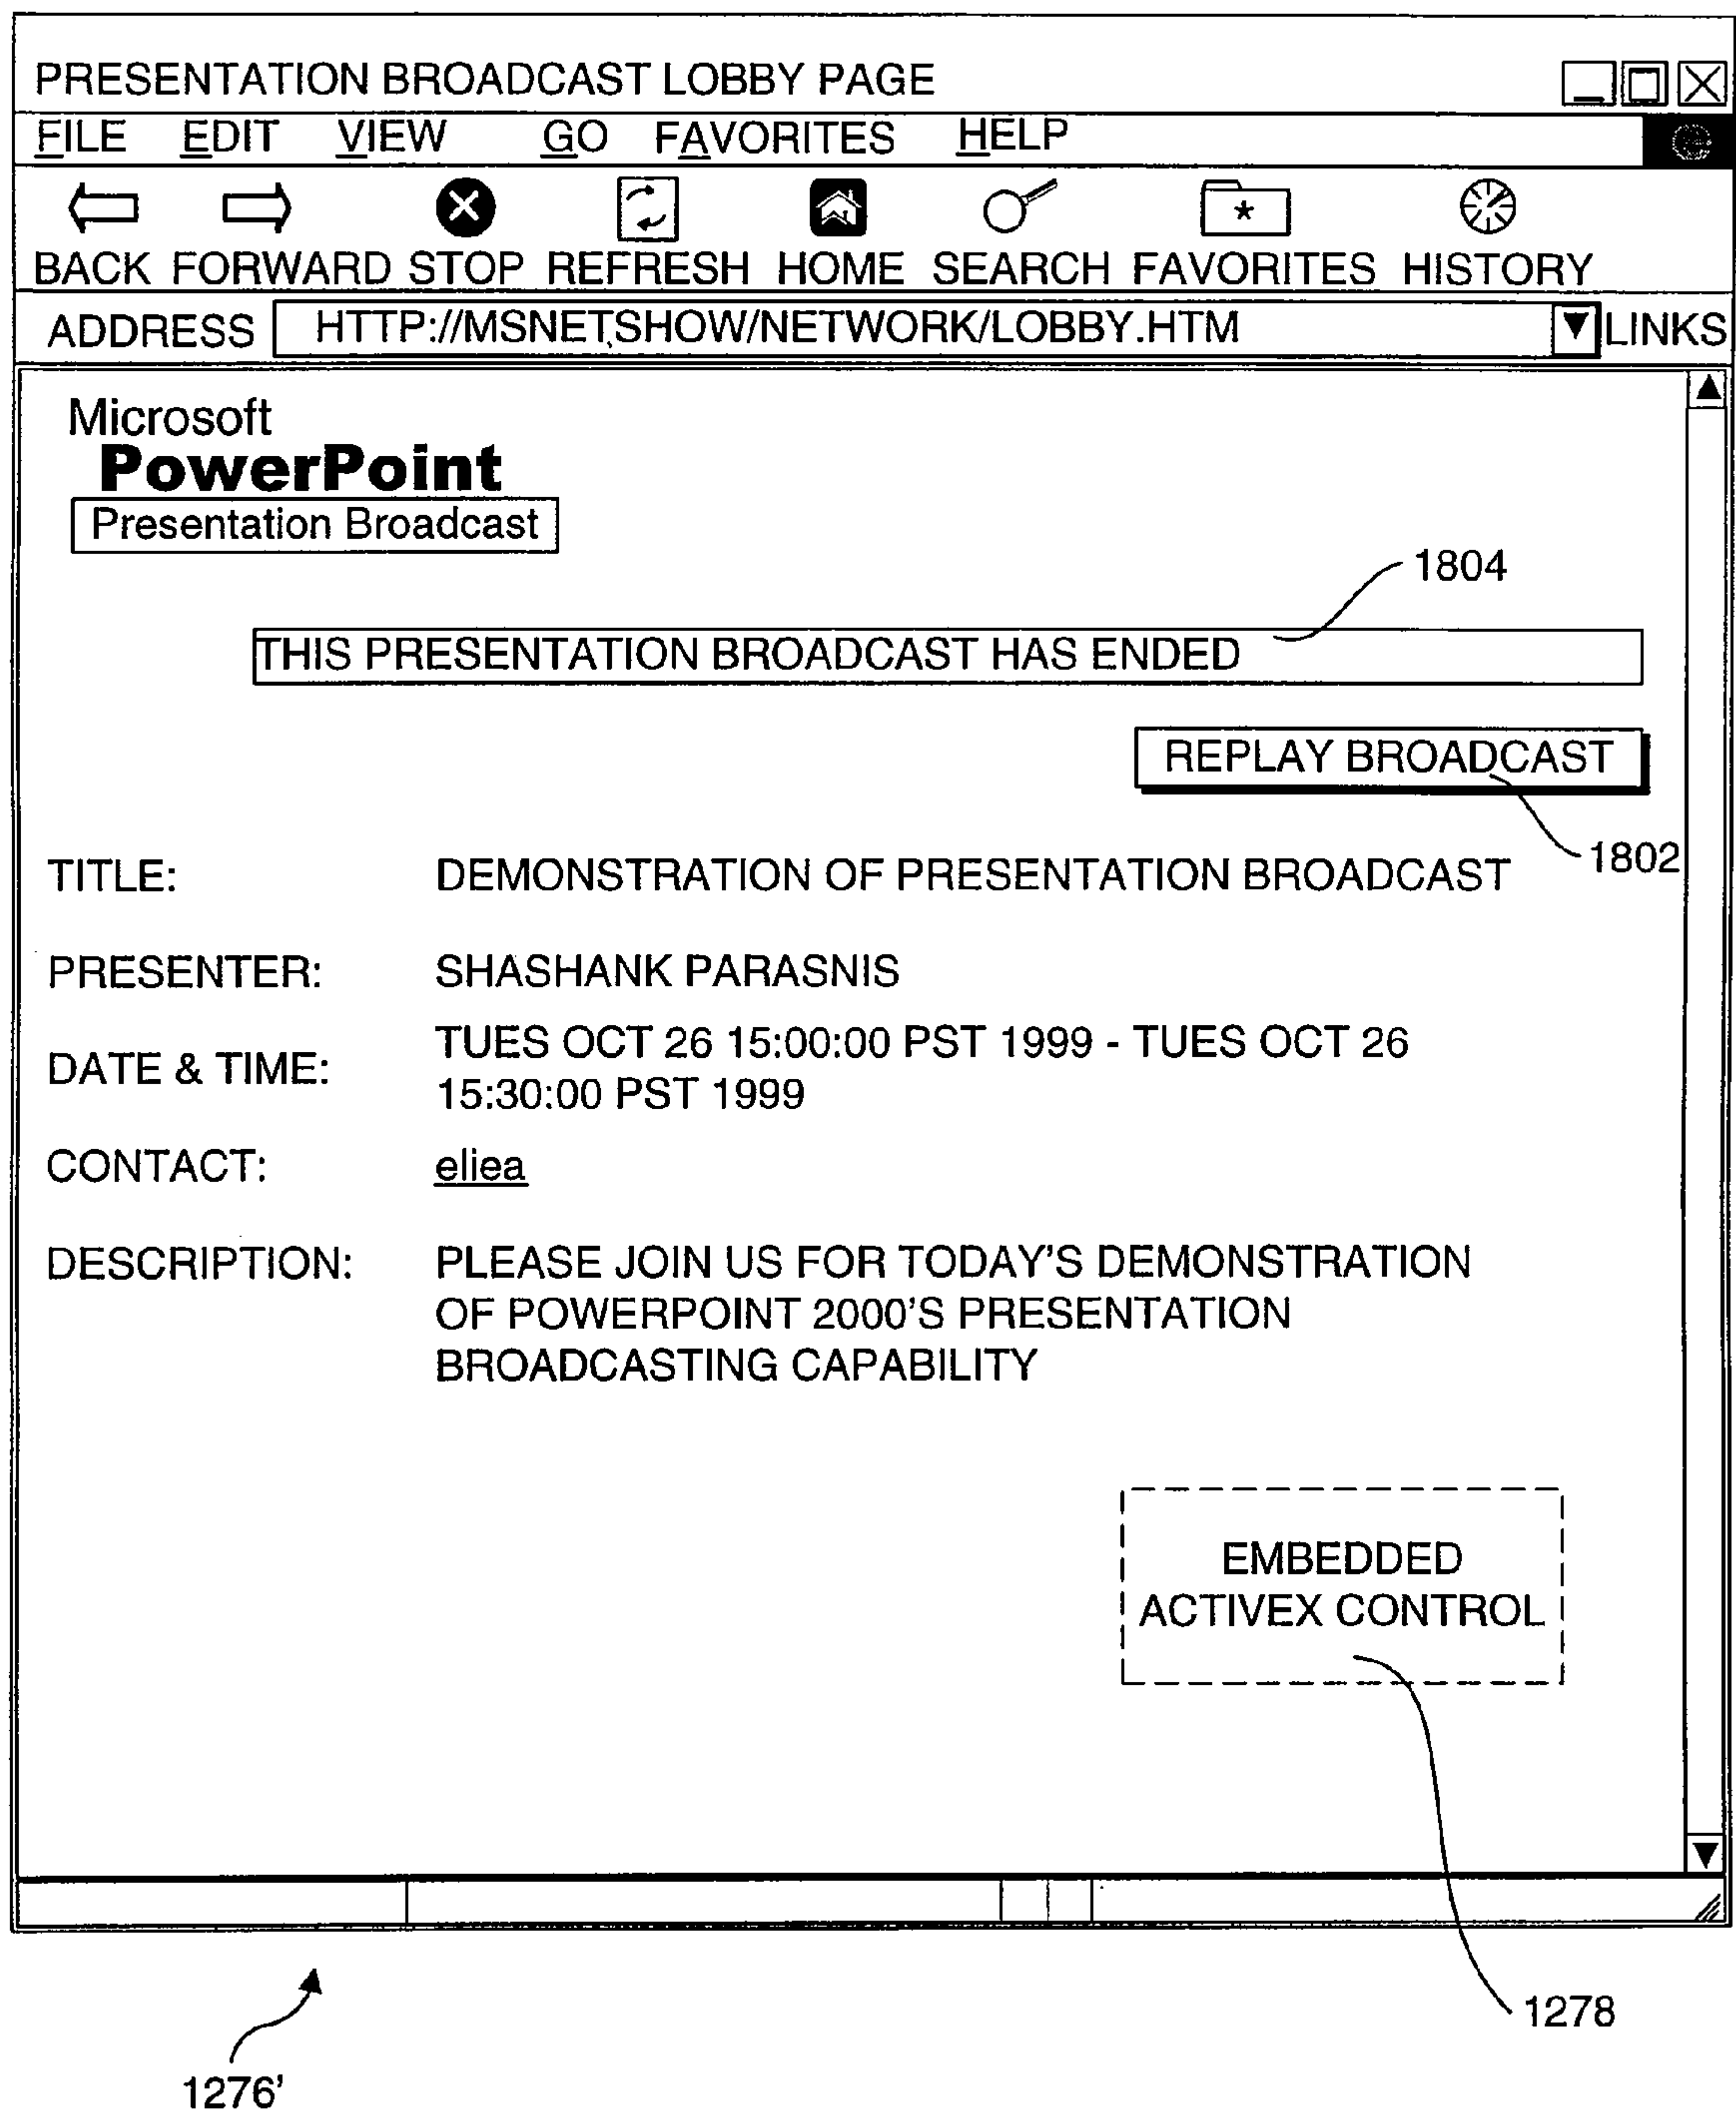 PRESENTATION BROADCAST LOBBY PAGE
FILE EDIT VIEW GO FAVORITES HELP
BACK FORWARD STOP REFRESH HOME SEARCH FAVORITES HISTORY
ADDRESS HTTP://MSNETSHOW/NETWORK/LOBBY.HTM LINKS
Microsoft
PowerPoint
Presentation Broadcast
1804
THIS PRESENTATION BROADCAST HAS ENDED
REPLAY BROADCAST
1802
TITLE: DEMONSTRATION OF PRESENTATION BROADCAST
PRESENTER: SHASHANK PARASNIS
DATE & TIME: TUES OCT 26 15:00:00 PST 1999 - TUES OCT 26
15:30:00 PST 1999
CONTACT: eliea
DESCRIPTION: PLEASE JOIN US FOR TODAY'S DEMONSTRATION
OF POWERPOINT 2000'S PRESENTATION
BROADCASTING CAPABILITY
EMBEDDED
ACTIVEX CONTROL
1278
1276'